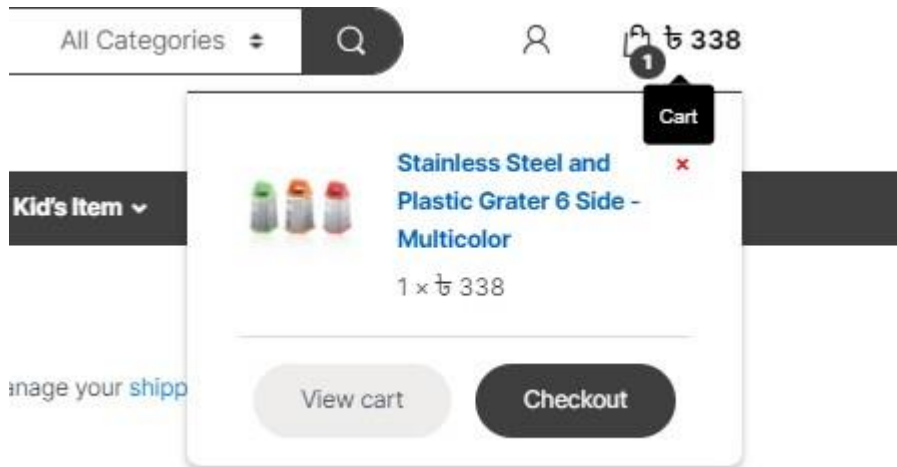 All Categories
৳ 338
1
Cart
Stainless Steel and
Plastic Grater 6 Side -
Multicolor
×
Kid's Item
1 × ৳ 338
anage your shipp
View cart
Checkout